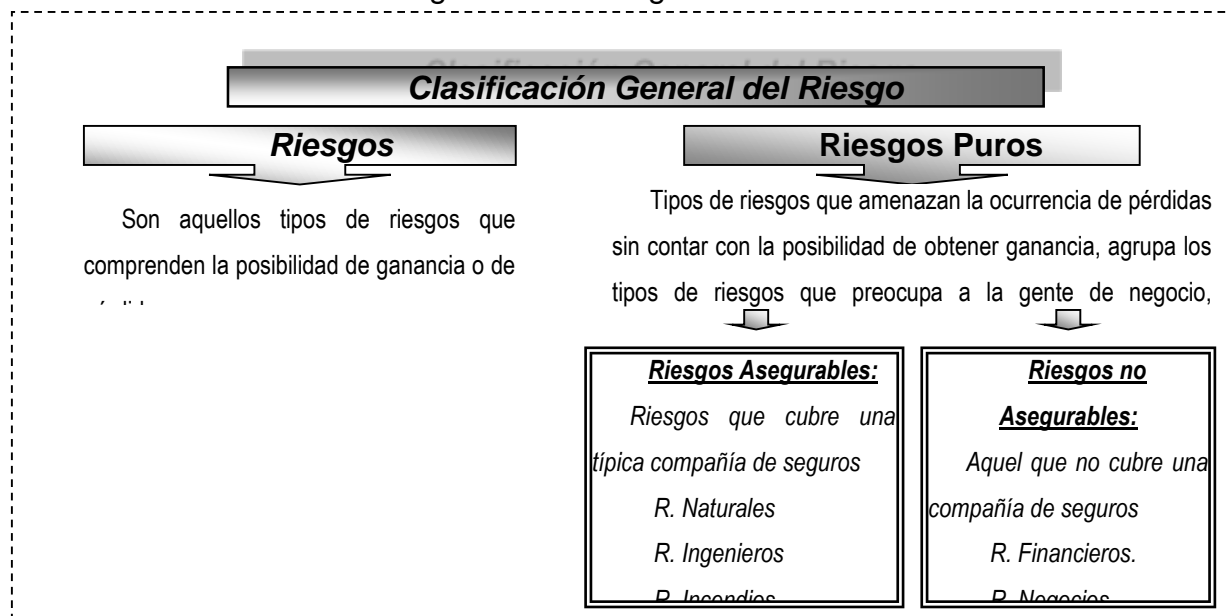 Clasificación General del Riesgo
Riesgos
Son aquellos tipos de riesgos que
comprenden la posibilidad de ganancia o de
Riesgos Puros
Tipos de riesgos que amenazan la ocurrencia de pérdidas
sin contar con la posibilidad de obtener ganancia, agrupa los
tipos de riesgos que preocupa a la gente de negocio,
Riesgos Asegurables:
Riesgos que cubre una
típica compañía de seguros
R. Naturales
R. Ingenieros
R. Incendios
Riesgos no
Asegurables:
Aquel que no cubre una
compañía de seguros
R. Financieros.
R. Negocios